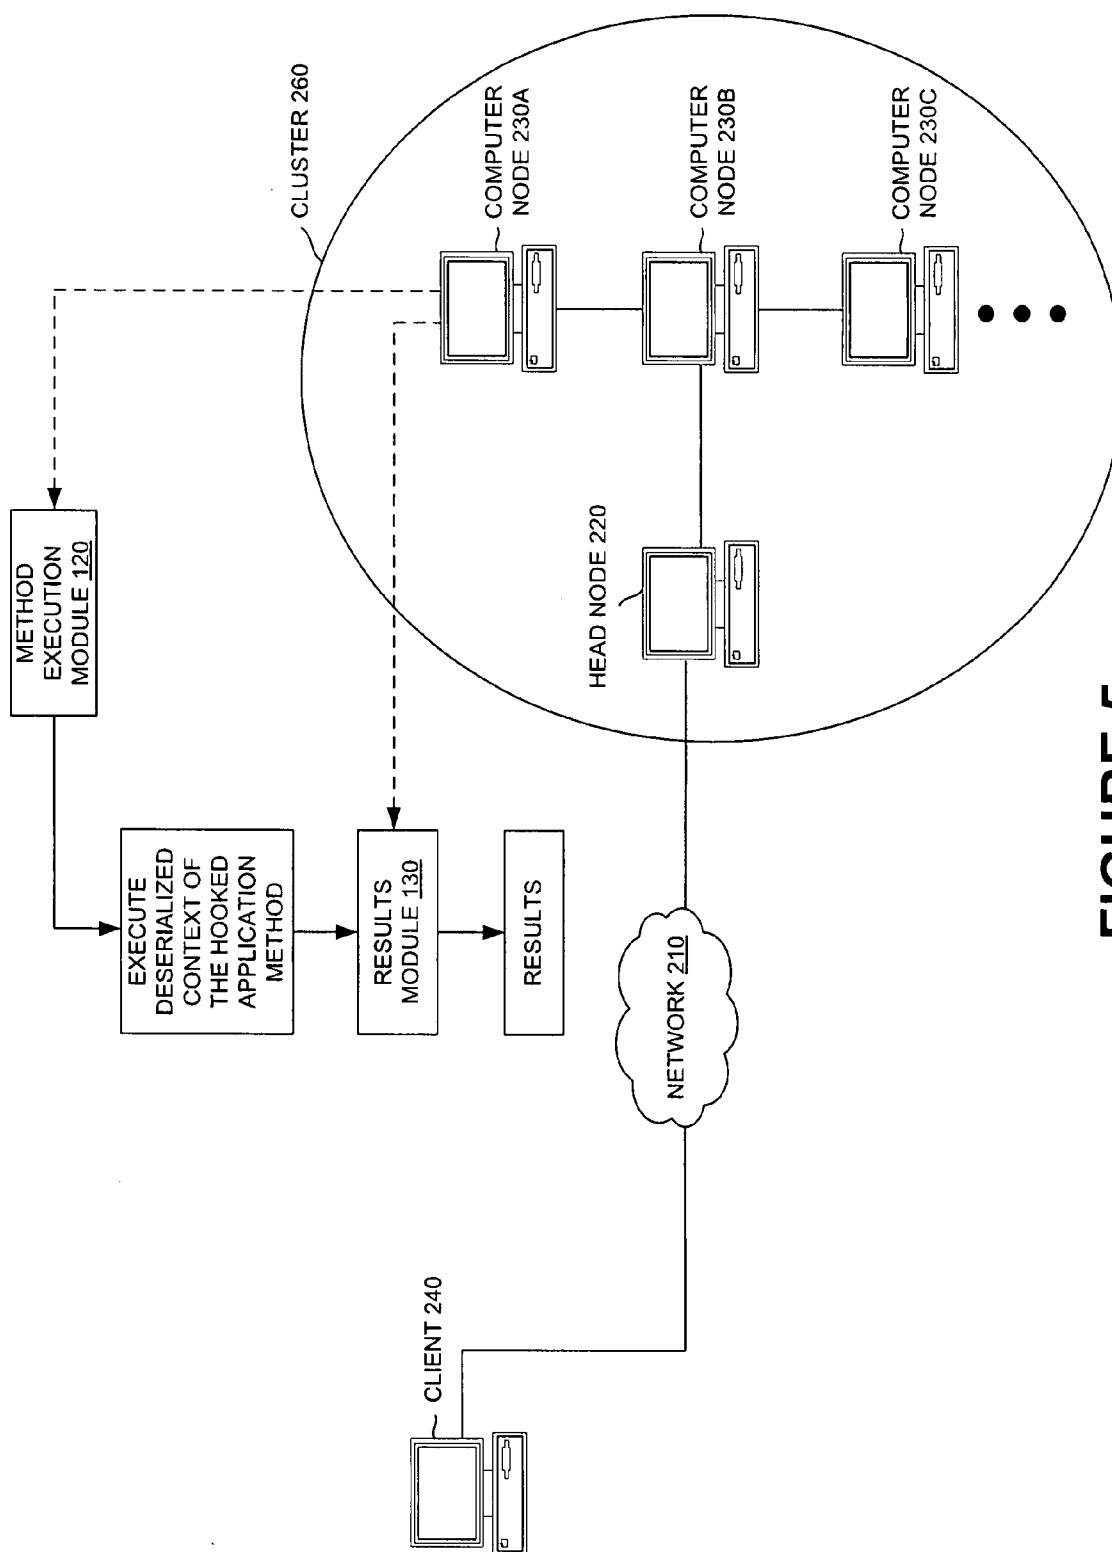 METHOD
EXECUTION
MODULE 120
EXECUTE
DESERIALIZED
CONTEXT OF
THE HOOKED
APPLICATION
METHOD
RESULTS
MODULE 130
RESULTS
CLUSTER 260
COMPUTER
NODE 230A
COMPUTER
NODE 230B
COMPUTER
NODE 230C
HEAD NODE 220
NETWORK 210
CLIENT 240
FIGURE